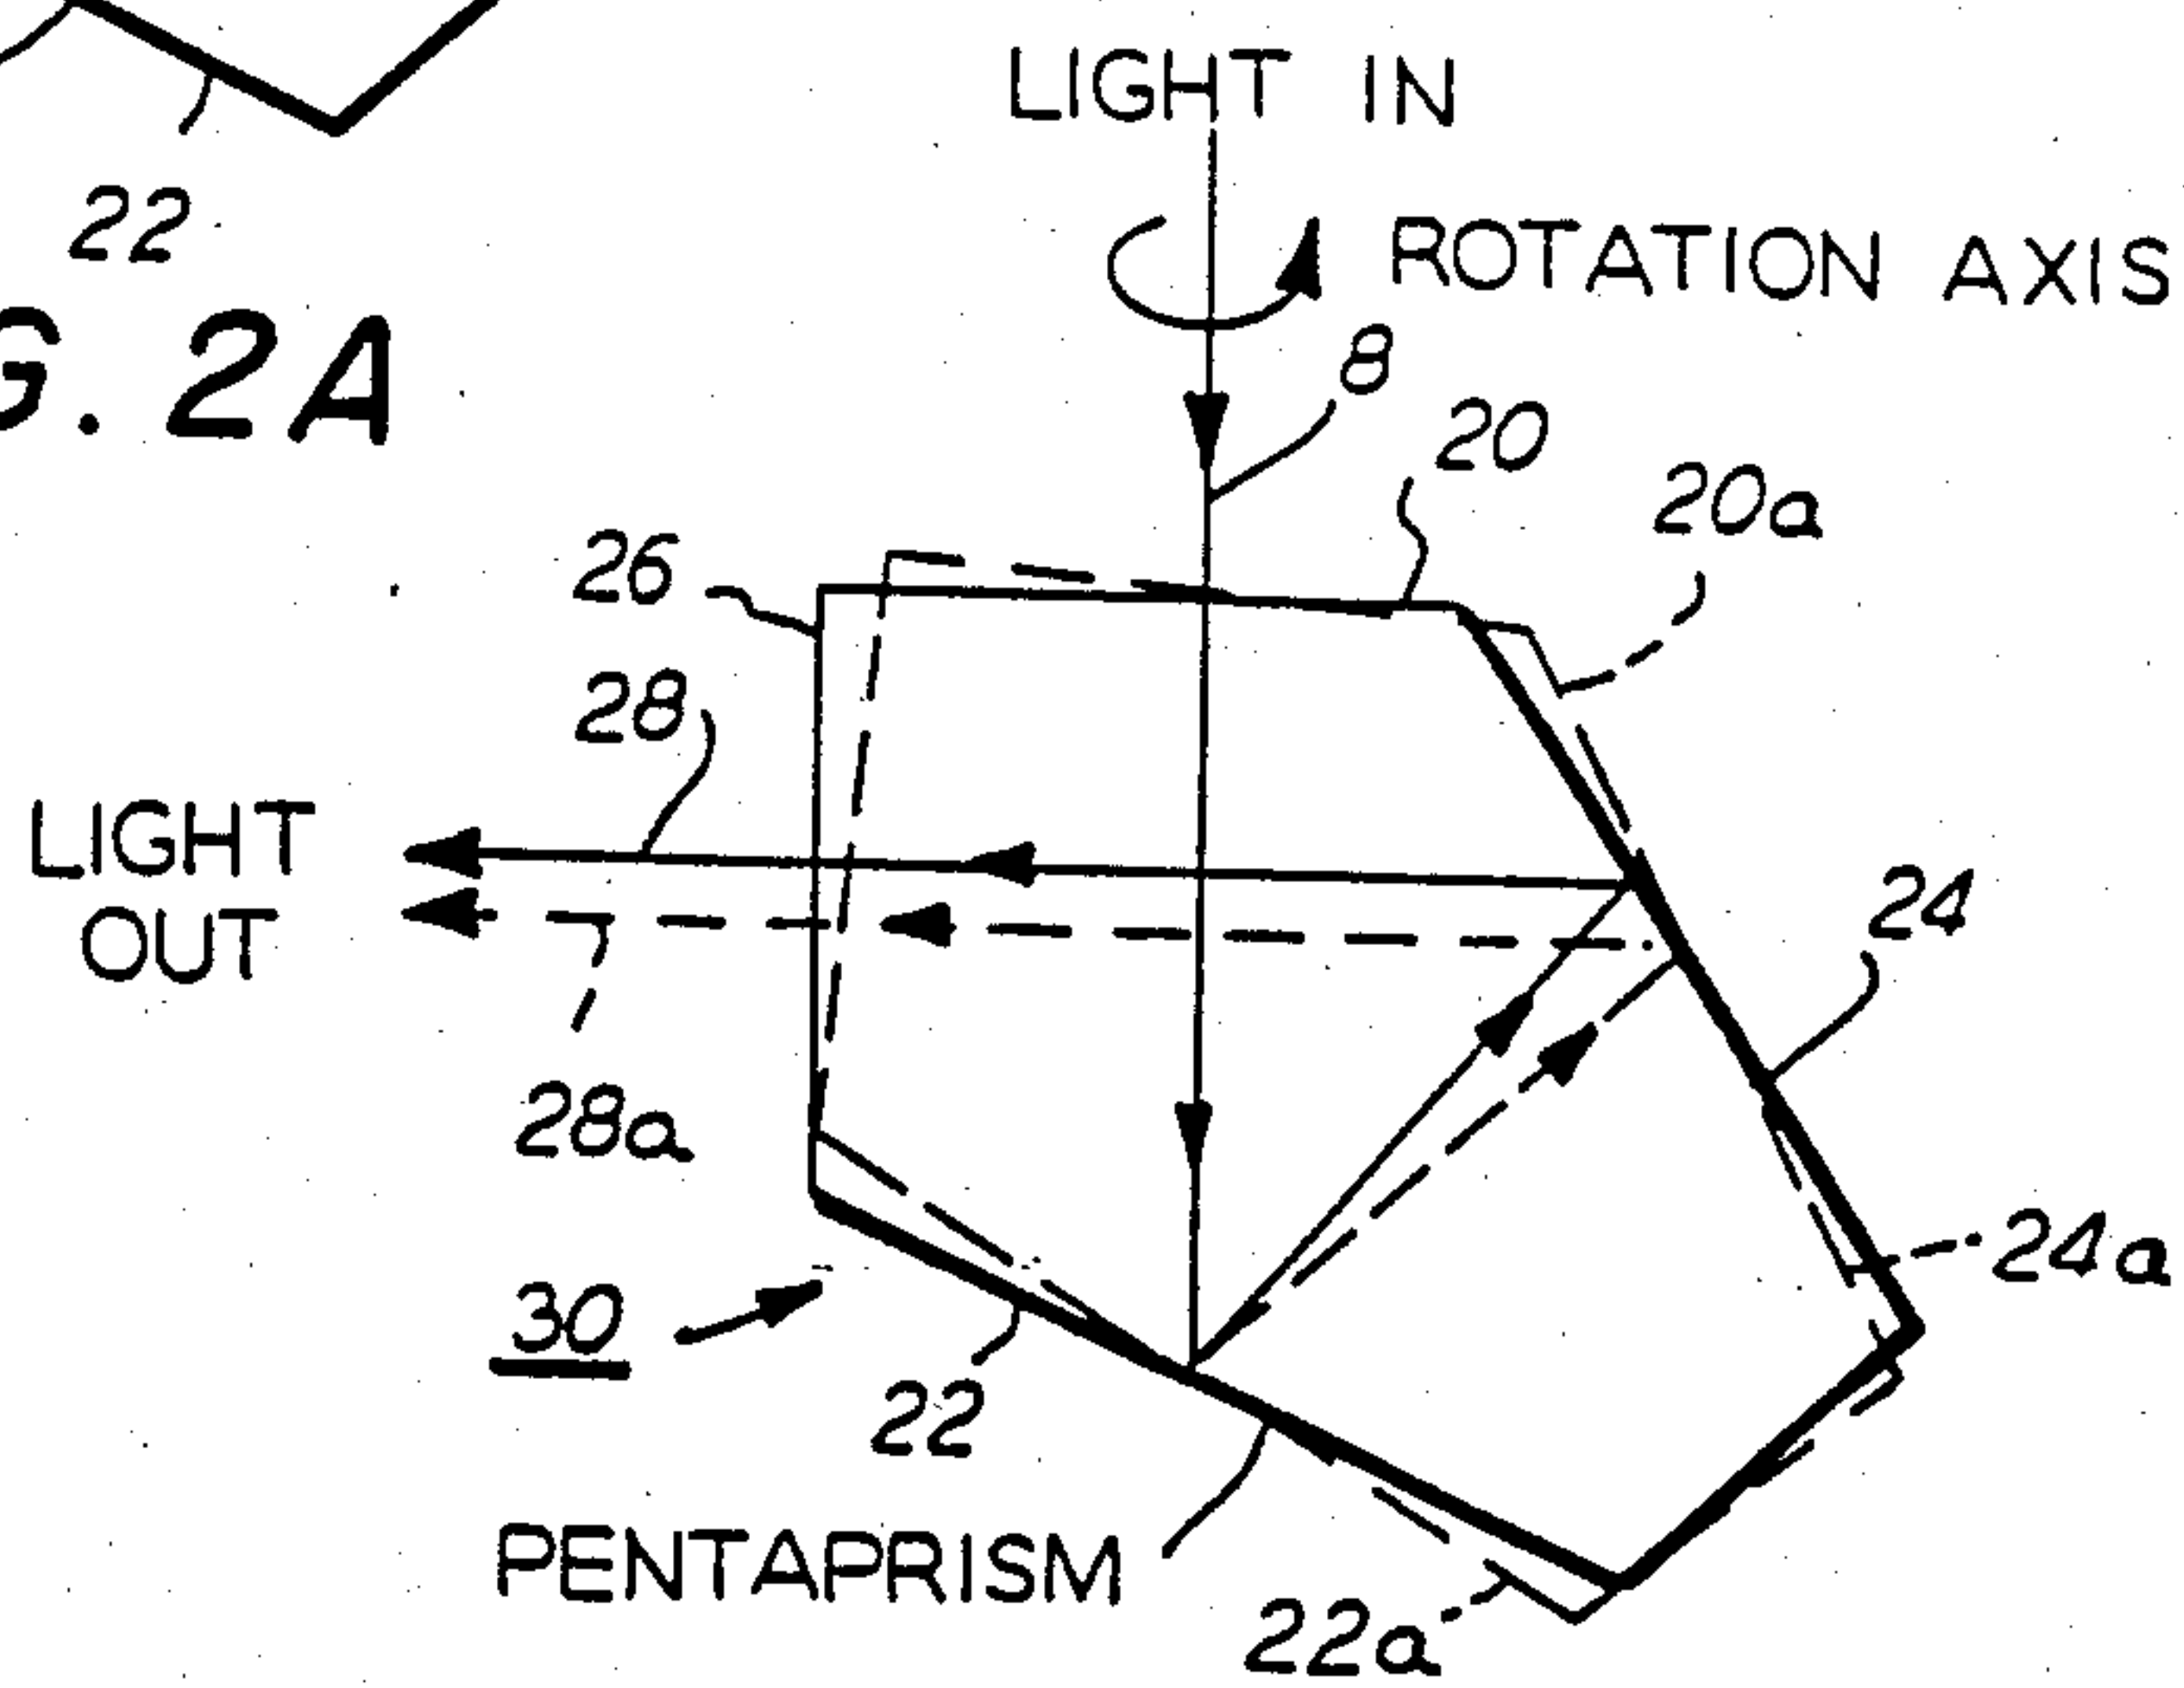 LIGHT IN
22
ROTATION AXIS
G. 2A
8
20
20a
26
28
LIGHT
OUT
24
28a
24a
30
22
PENTAPRISM
22a